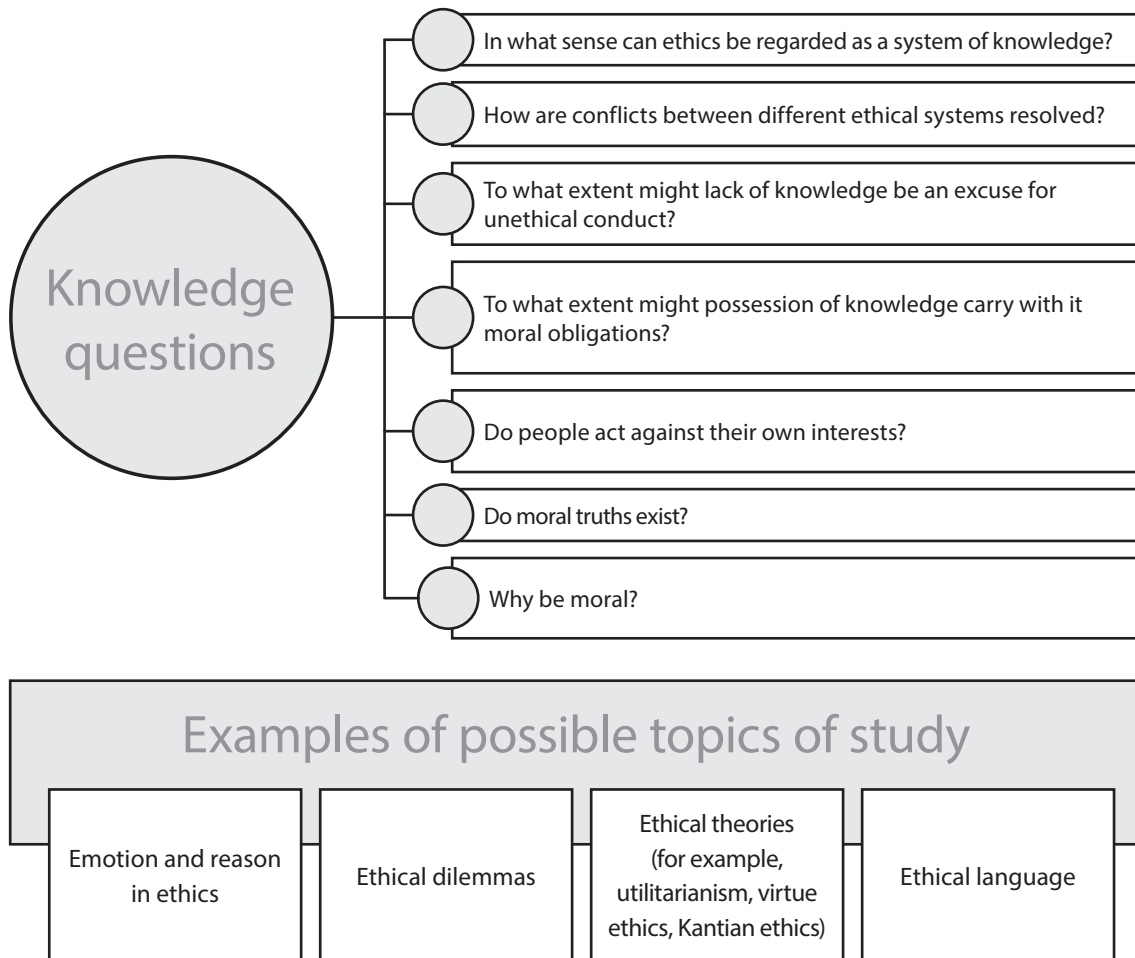 Knowledge
questions
In what sense can ethics be regarded as a system of knowledge?
How are conflicts between different ethical systems resolved?
To what extent might lack of knowledge be an excuse for
unethical conduct?
To what extent might possession of knowledge carry with it
moral obligations?
Do people act against their own interests?
Do moral truths exist?
Why be moral?
Examples of possible topics of study
Emotion and reason
in ethics
Ethical dilemmas
Ethical theories
(for example,
utilitarianism, virtue
ethics, Kantian ethics)
Ethical language